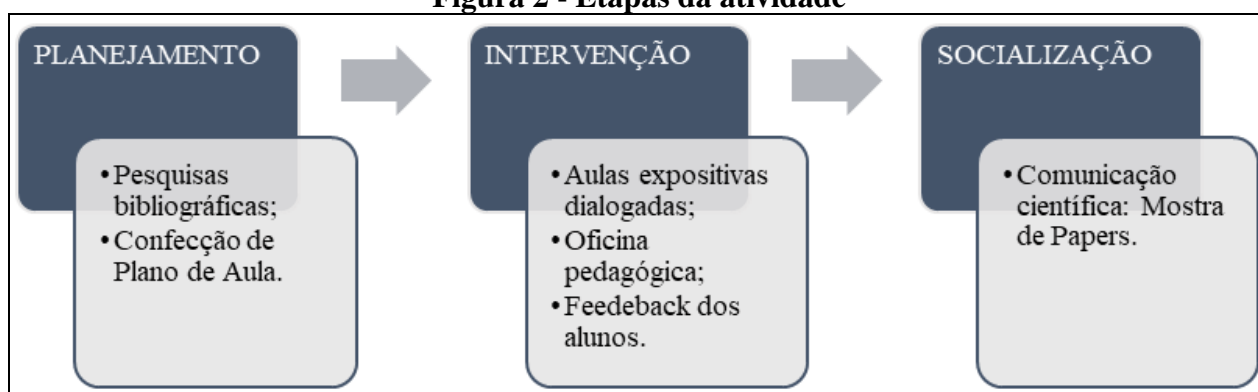 Figura 2 - Etapas da atividade
PLANEJAMENTO
• Pesquisas
bibliográficas;
• Confecção de
Plano de Aula.
INTERVENÇÃO
• Aulas expositivas
dialogadas;
• Oficina
pedagógica;
• Feedeback dos
alunos.
SOCIALIZAÇÃO
• Comunicação
científica: Mostra
de Papers.